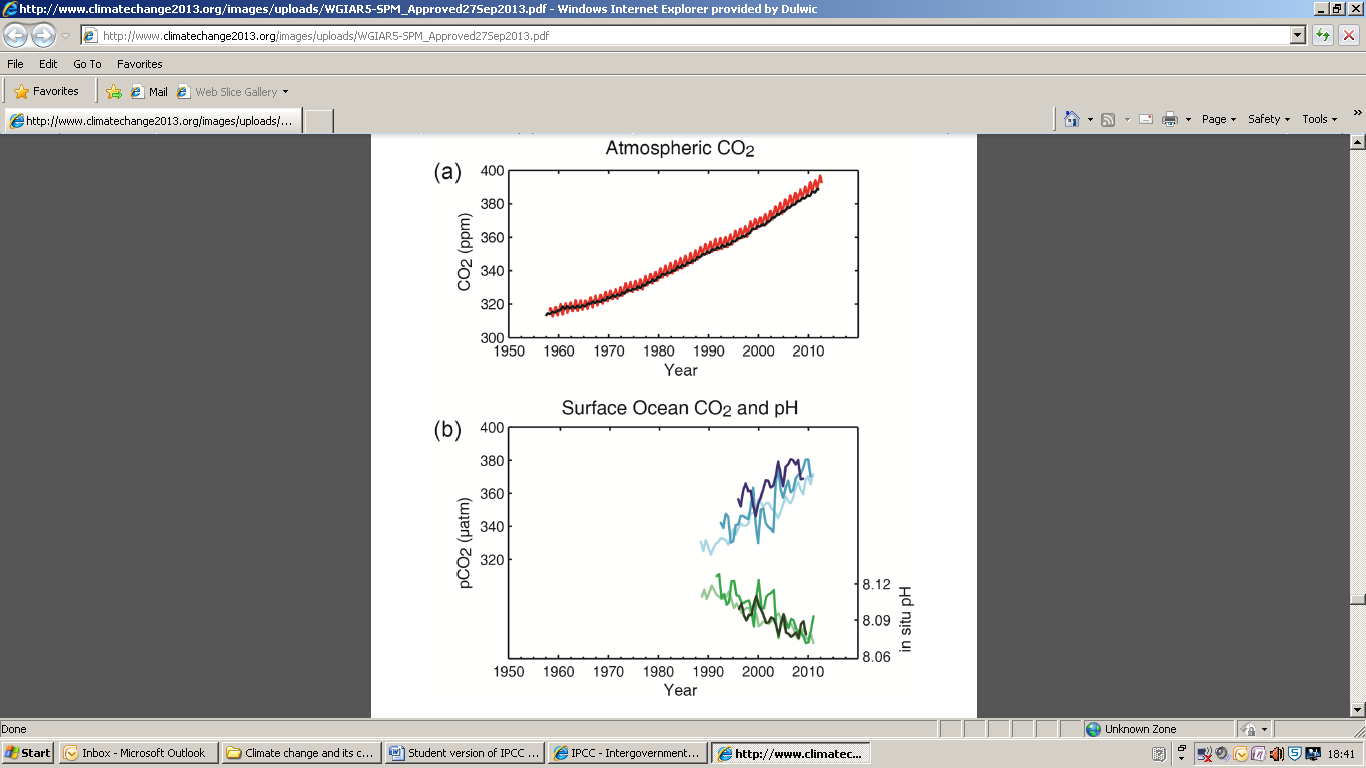 http://www.climatechange2013.org/images/uploads/WGIAR5-SPM_Approved27Sep2013.pdf - Windows Internet Explorer provided by Dulwic
http://www.climatechange2013.org/images/uploads/WGIAR5-SPM_Approved27Sep2013.pdf
File Edit Go To Favorites
Favorites Mail Web Slice Gallery
http://www.climatechange2013.org/images/uploads/... Page Safety Tools »
Atmospheric CO2
(a)
400
380
360
340
320
300
CO2 (ppm)
1950 1960 1970 1980 1990 2000 2010
Year
Surface Ocean CO2 and pH
(b)
400
380
360
340
320
pCO2 (µatm)
8.12
8.09
8.06
in situ pH
1950 1960 1970 1980 1990 2000 2010
Year
Done Unknown Zone
Start Inbox - Microsoft Outlook Climate change and its c... Student version of IPCC ... IPCC - Intergovernment... http://www.climatec... 18:41